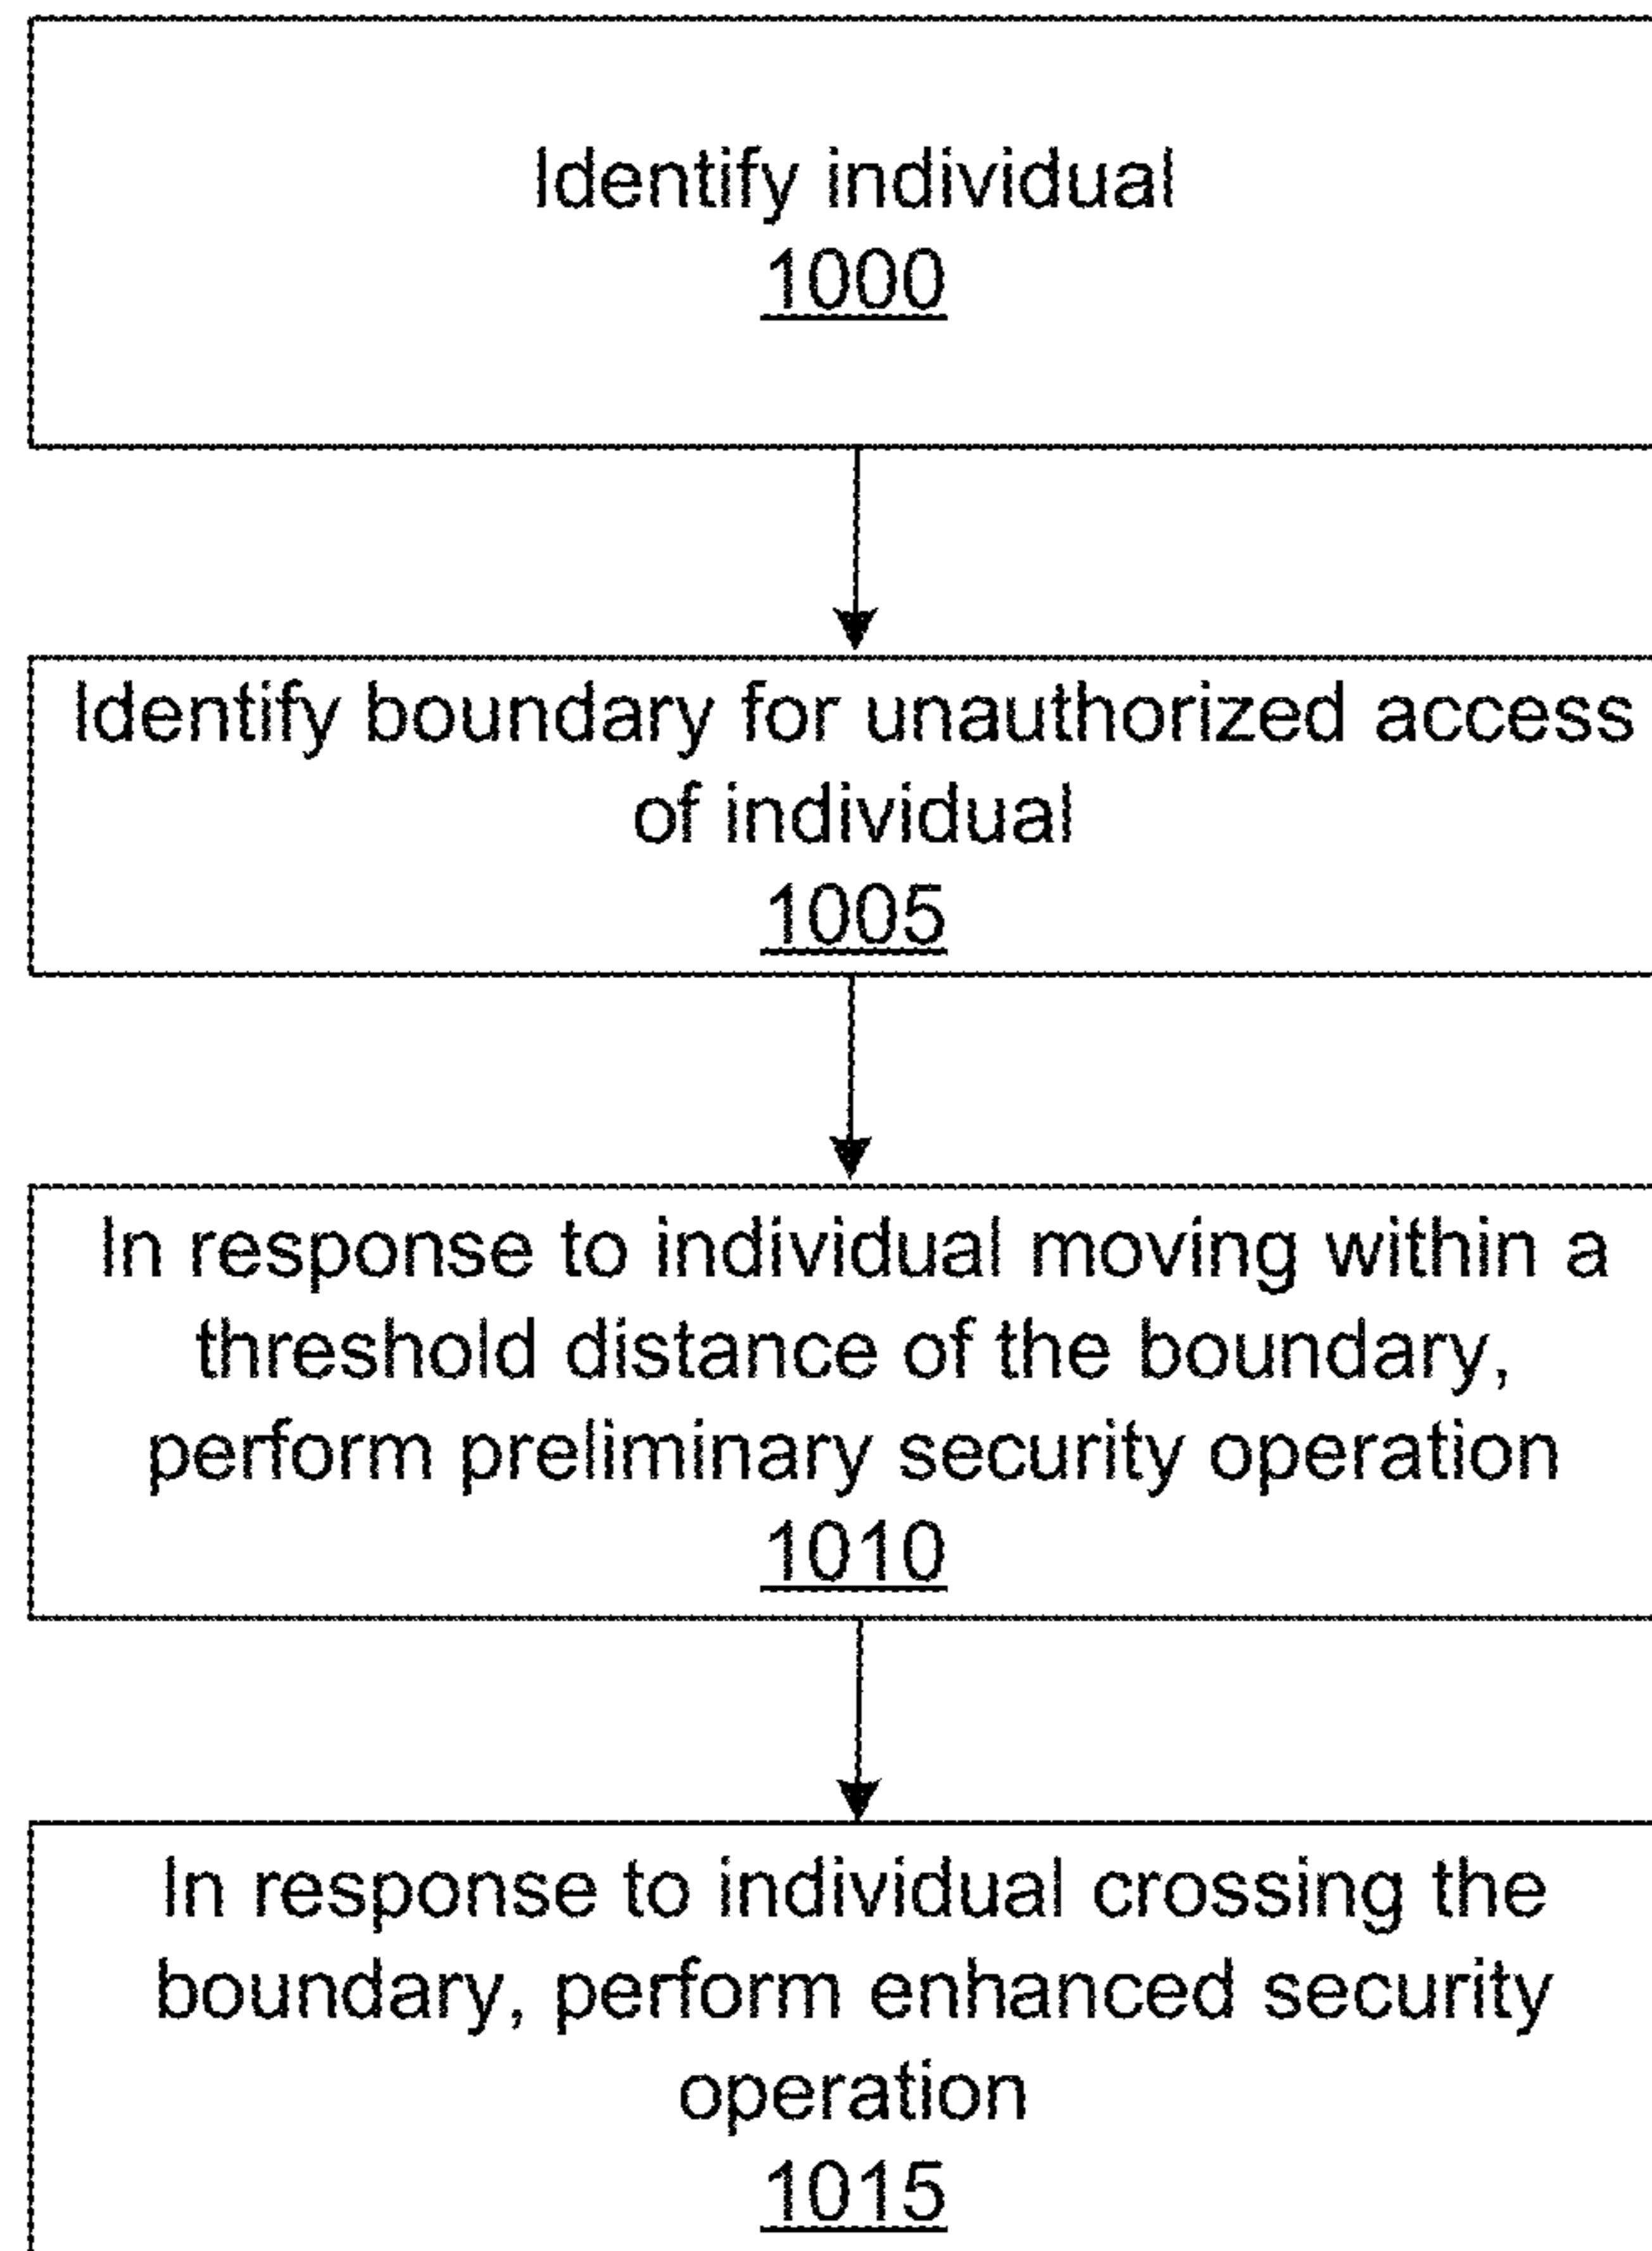 Identify individual
1000
Identify boundary for unauthorized access
of individual
1005
In response to individual moving within a
threshold distance of the boundary,
perform preliminary security operation
1010
In response to individual crossing the
boundary, perform enhanced security
operation
1015